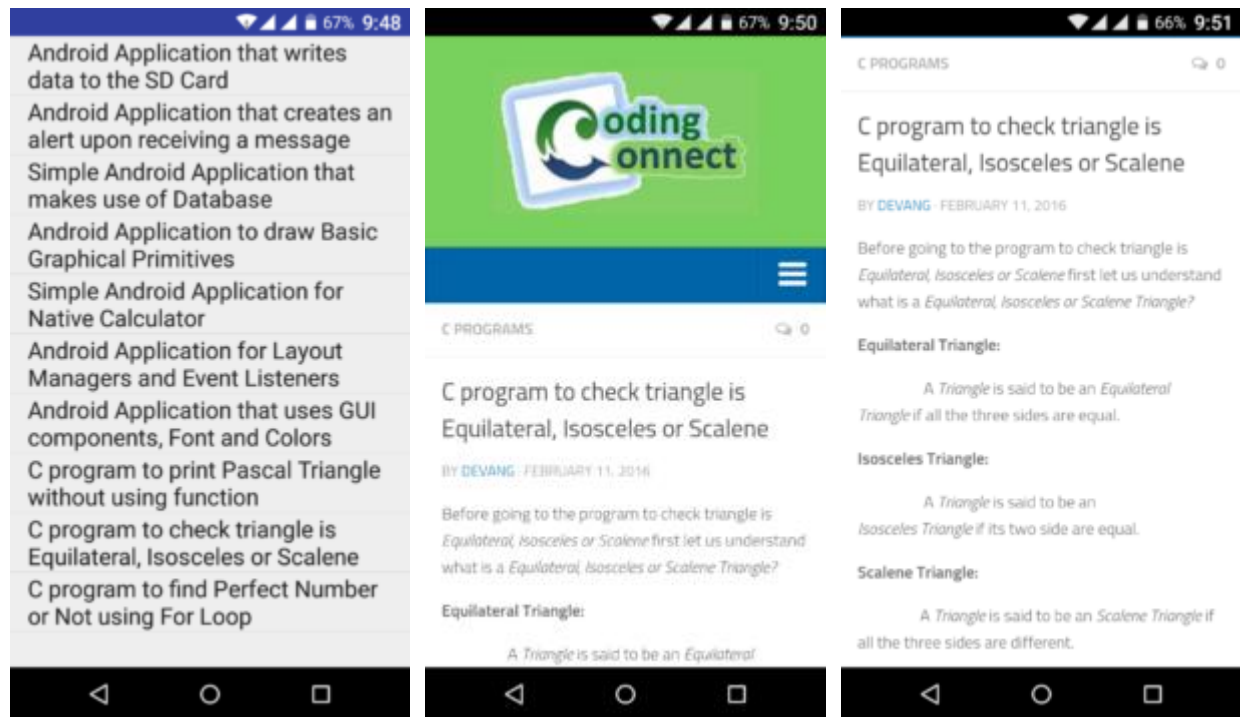 67% 9:48
Android Application that writes
data to the SD Card
Android Application that creates an
alert upon receiving a message
Simple Android Application that
makes use of Database
Android Application to draw Basic
Graphical Primitives
Simple Android Application for
Native Calculator
Android Application for Layout
Managers and Event Listeners
Android Application that uses GUI
components, Font and Colors
C program to print Pascal Triangle
without using function
C program to check triangle is
Equilateral, Isosceles or Scalene
C program to find Perfect Number
or Not using For Loop
67% 9:50
Coding
Connect
C PROGRAMS 0
C program to check triangle is
Equilateral, Isosceles or Scalene
BY DEVANG · FEBRUARY 11, 2016
Before going to the program to check triangle is
Equilateral, Isosceles or Scalene first let us understand
what is a Equilateral, Isosceles or Scalene Triangle?
Equilateral Triangle:
A Triangle is said to be an Equilateral
66% 9:51
C PROGRAMS 0
C program to check triangle is
Equilateral, Isosceles or Scalene
BY DEVANG · FEBRUARY 11, 2016
Before going to the program to check triangle is
Equilateral, Isosceles or Scalene first let us understand
what is a Equilateral, Isosceles or Scalene Triangle?
Equilateral Triangle:
A Triangle is said to be an Equilateral
Triangle if all the three sides are equal.
Isosceles Triangle:
A Triangle is said to be an
Isosceles Triangle if its two side are equal.
Scalene Triangle:
A Triangle is said to be an Scalene Triangle if
all the three sides are different.